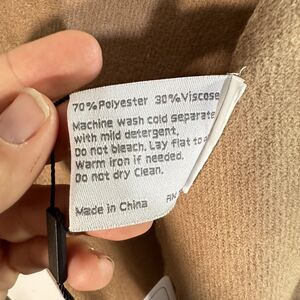 70%Polyester 30%Viscose
Machine wash cold separate
with mild detergent,
Do not bleach. Lay flat to
Warm iron if needed.
Do not dry Clean.
Made in China